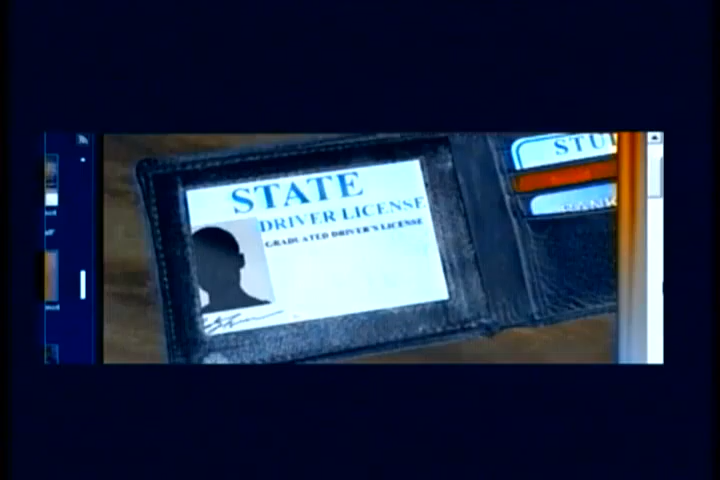 STATE
DRIVER LICENSE
GRADUATED DRIVER'S LICENSE
STU
BANK